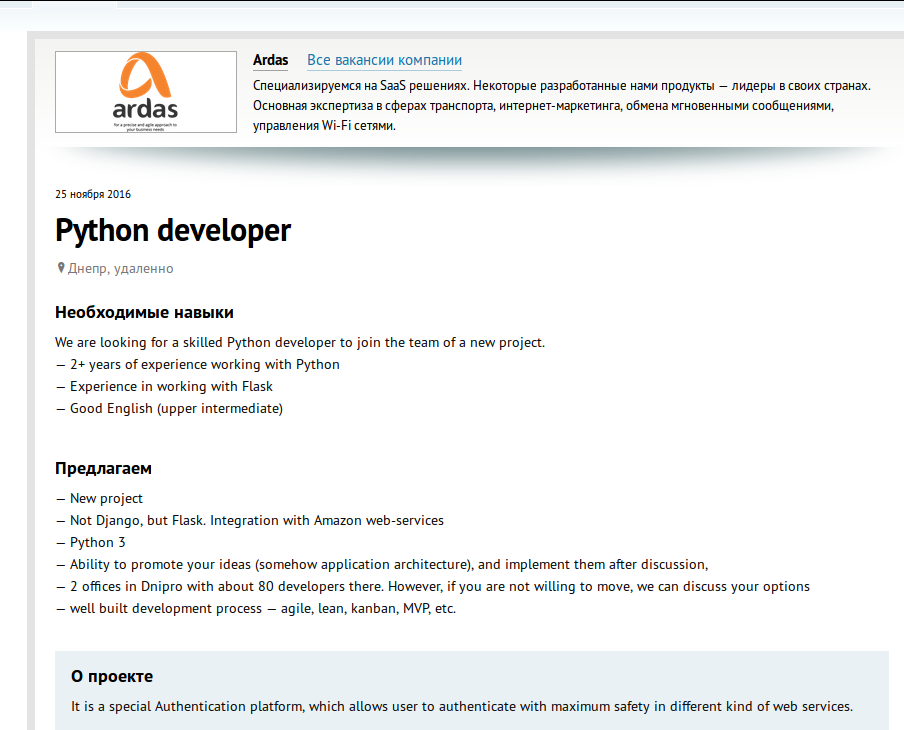 ardas
for a precise and agile approach to
your business needs
Ardas Все вакансии компании
Специализируемся на SaaS решениях. Некоторые разработанные нами продукты — лидеры в своих странах.
Основная экспертиза в сферах транспорта, интернет-маркетинга, обмена мгновенными сообщениями,
управления Wi-Fi сетями.
25 ноября 2016
Python developer
Днепр, удаленно
Необходимые навыки
We are looking for a skilled Python developer to join the team of a new project.
— 2+ years of experience working with Python
— Experience in working with Flask
— Good English (upper intermediate)
Предлагаем
— New project
— Not Django, but Flask. Integration with Amazon web-services
— Python 3
— Ability to promote your ideas (somehow application architecture), and implement them after discussion,
— 2 offices in Dnipro with about 80 developers there. However, if you are not willing to move, we can discuss your options
— well built development process — agile, lean, kanban, MVP, etc.
О проекте
It is a special Authentication platform, which allows user to authenticate with maximum safety in different kind of web services.